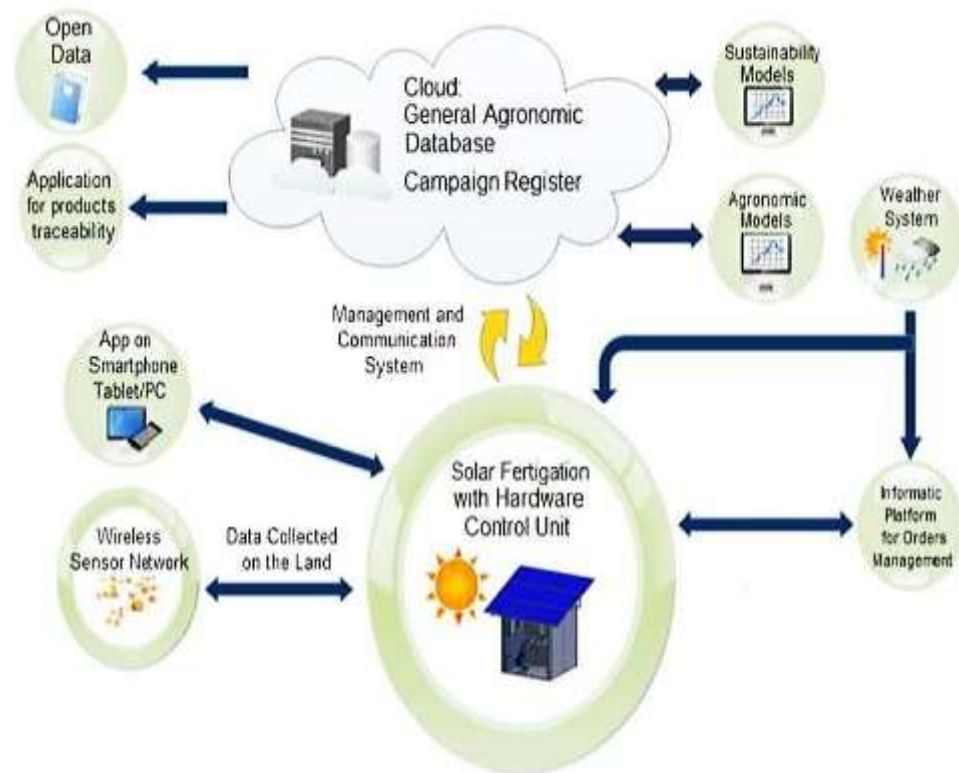 Open
Data
Cloud:
General Agronomic
Database
Campaign Register
Sustainability
Models
Application
for products
traceability
Agronomic
Models
Weather
System
Management and
Communication
System
App on
Smartphone
Tablet/PC
Solar Fertigation
with Hardware
Control Unit
Informatic
Platform
for Orders
Management
Wireless
Sensor Network
Data Collected
on the Land